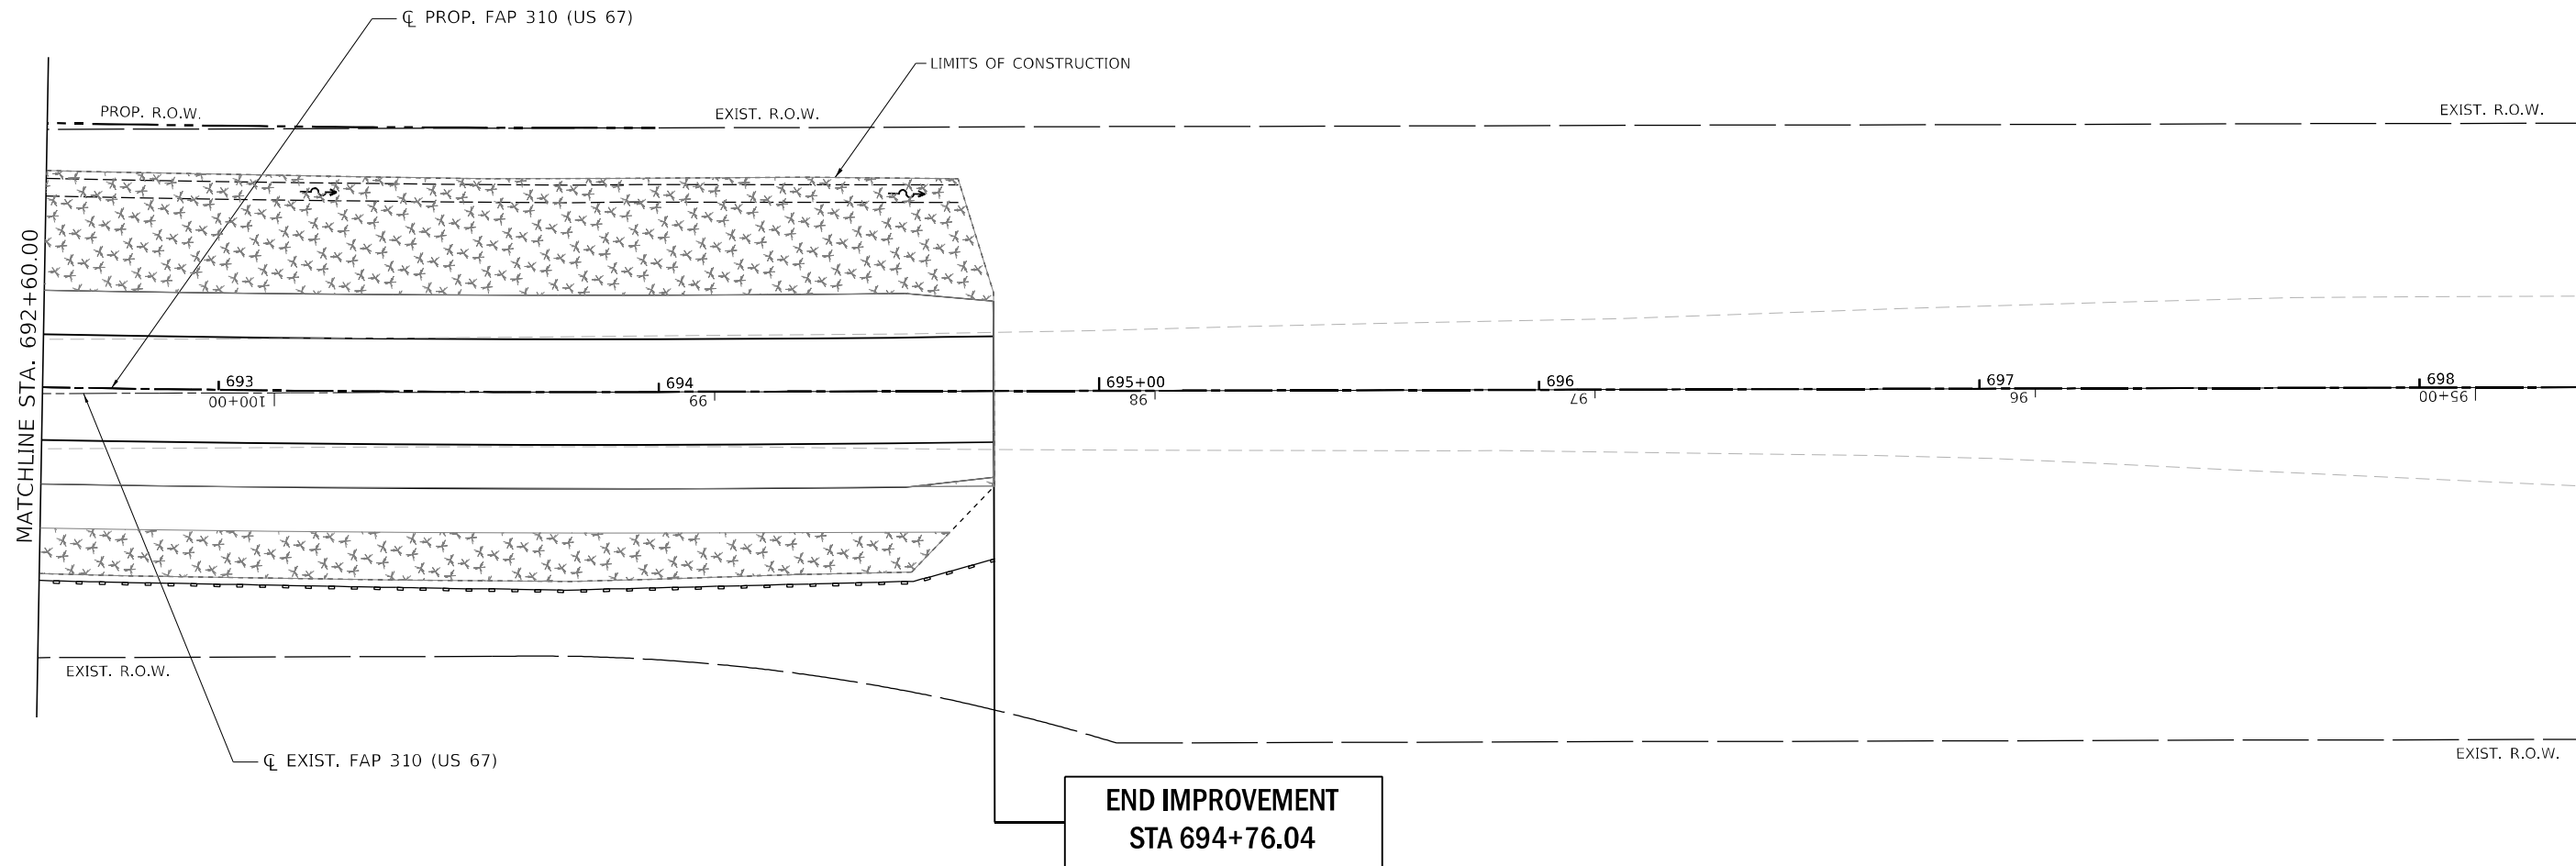 ℄ PROP. FAP 310 (US 67)
LIMITS OF CONSTRUCTION
PROP. R.O.W.
EXIST. R.O.W.
EXIST. R.O.W.
MATCHLINE STA. 692+60.00
693
694
695+00
696
697
698
100+00
99
98
97
96
95+00
EXIST. R.O.W.
EXIST. R.O.W.
℄ EXIST. FAP 310 (US 67)
END IMPROVEMENT
STA 694+76.04